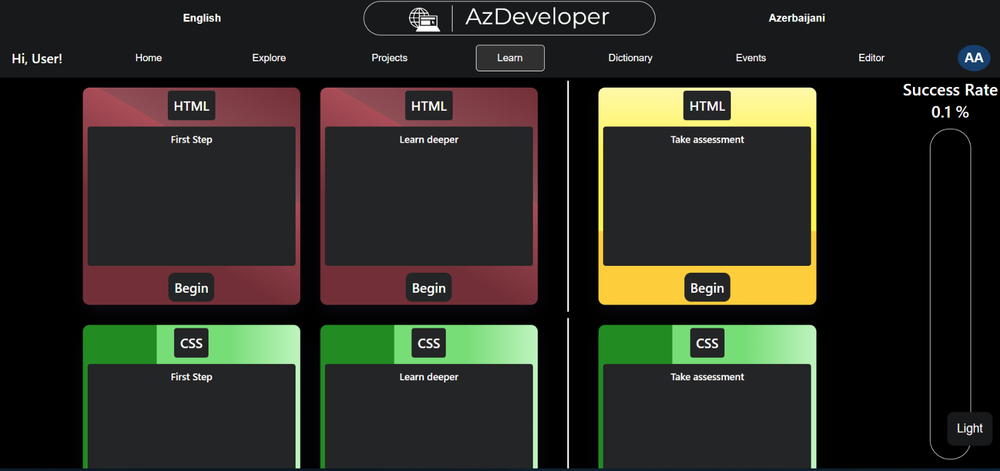 English
AzDeveloper
Azerbaijani
Hi, User!
Home
Explore
Projects
Learn
Dictionary
Events
Editor
AA
Success Rate
0.1 %
HTML
First Step
Begin
HTML
Learn deeper
Begin
HTML
Take assessment
Begin
CSS
First Step
CSS
Learn deeper
CSS
Take assessment
Light